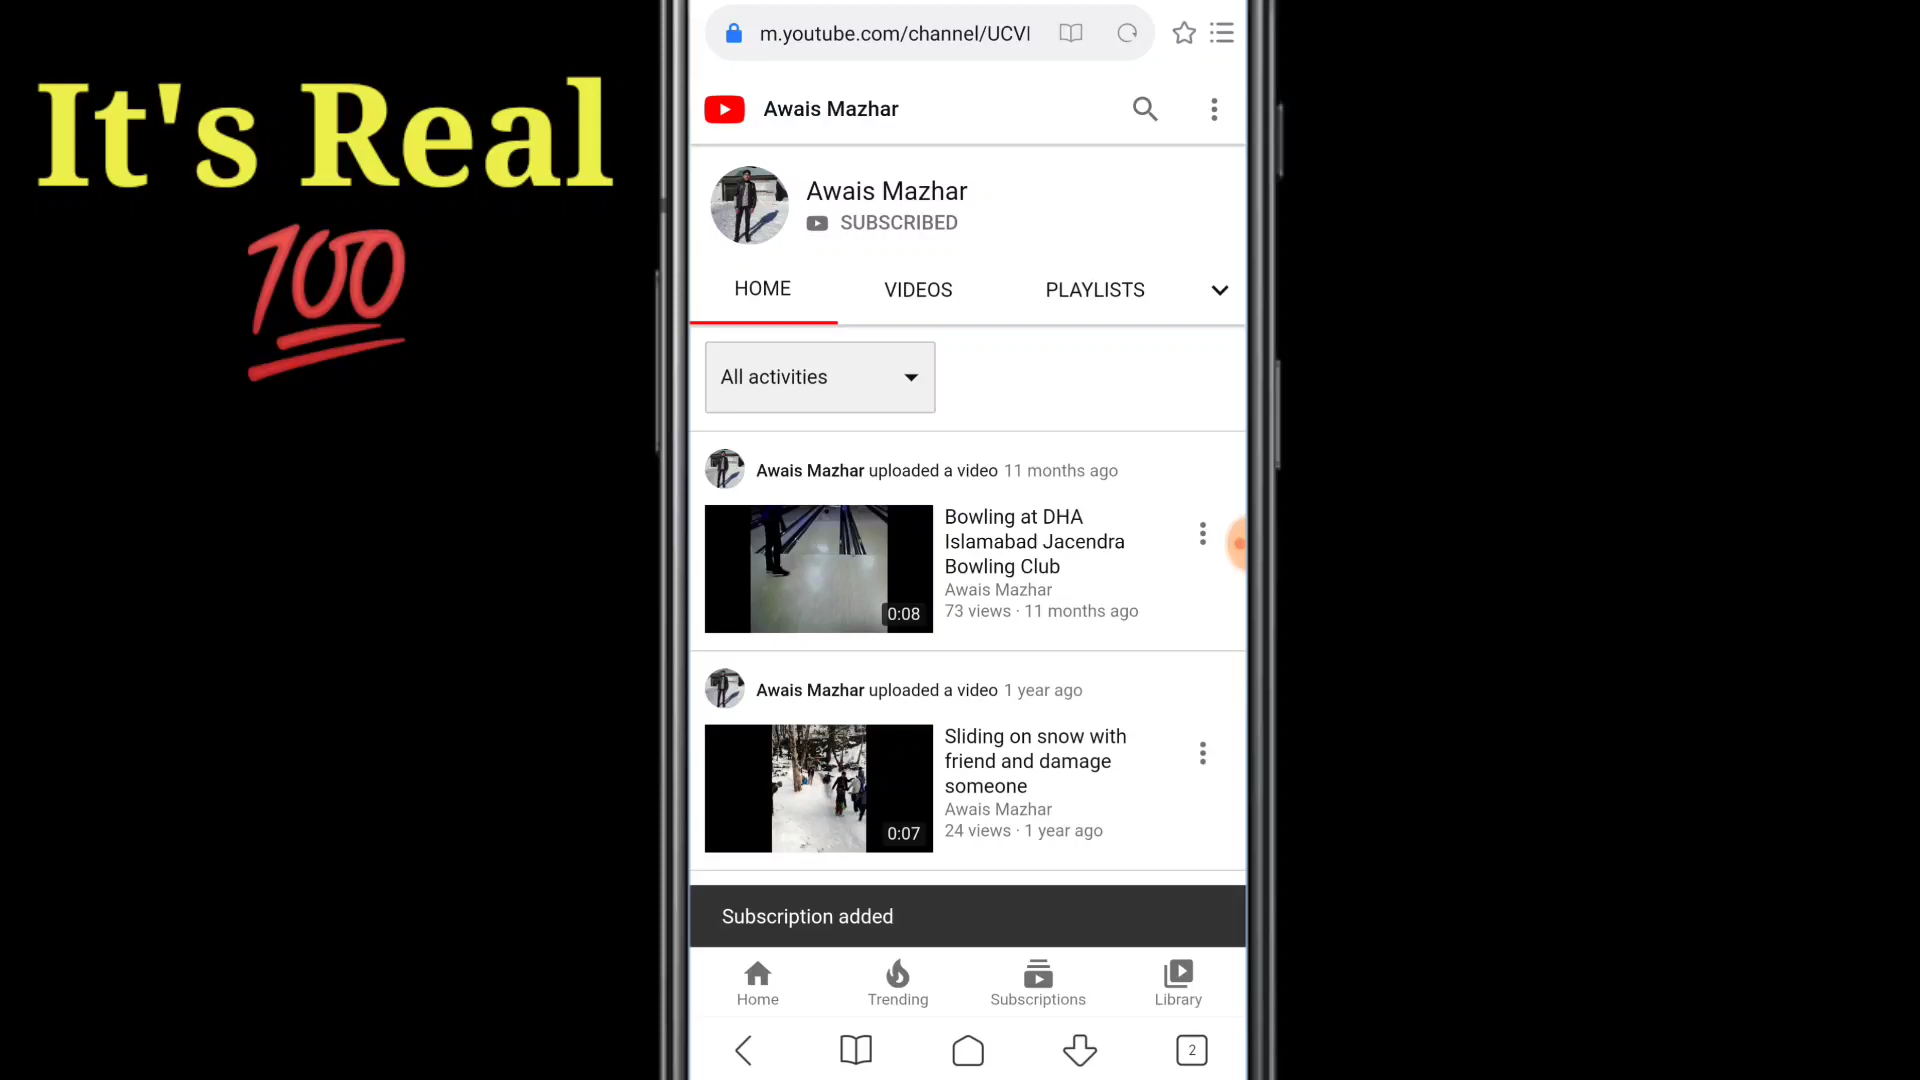 It's Real
100
m.youtube.com/channel/UCVI
Awais Mazhar
Awais Mazhar
SUBSCRIBED
HOME VIDEOS PLAYLISTS
All activities
Awais Mazhar uploaded a video 11 months ago
Bowling at DHA
Islamabad Jacendra
Bowling Club
Awais Mazhar
73 views · 11 months ago
0:08
Awais Mazhar uploaded a video 1 year ago
Sliding on snow with
friend and damage
someone
Awais Mazhar
24 views · 1 year ago
0:07
Subscription added
Home Trending Subscriptions Library
2